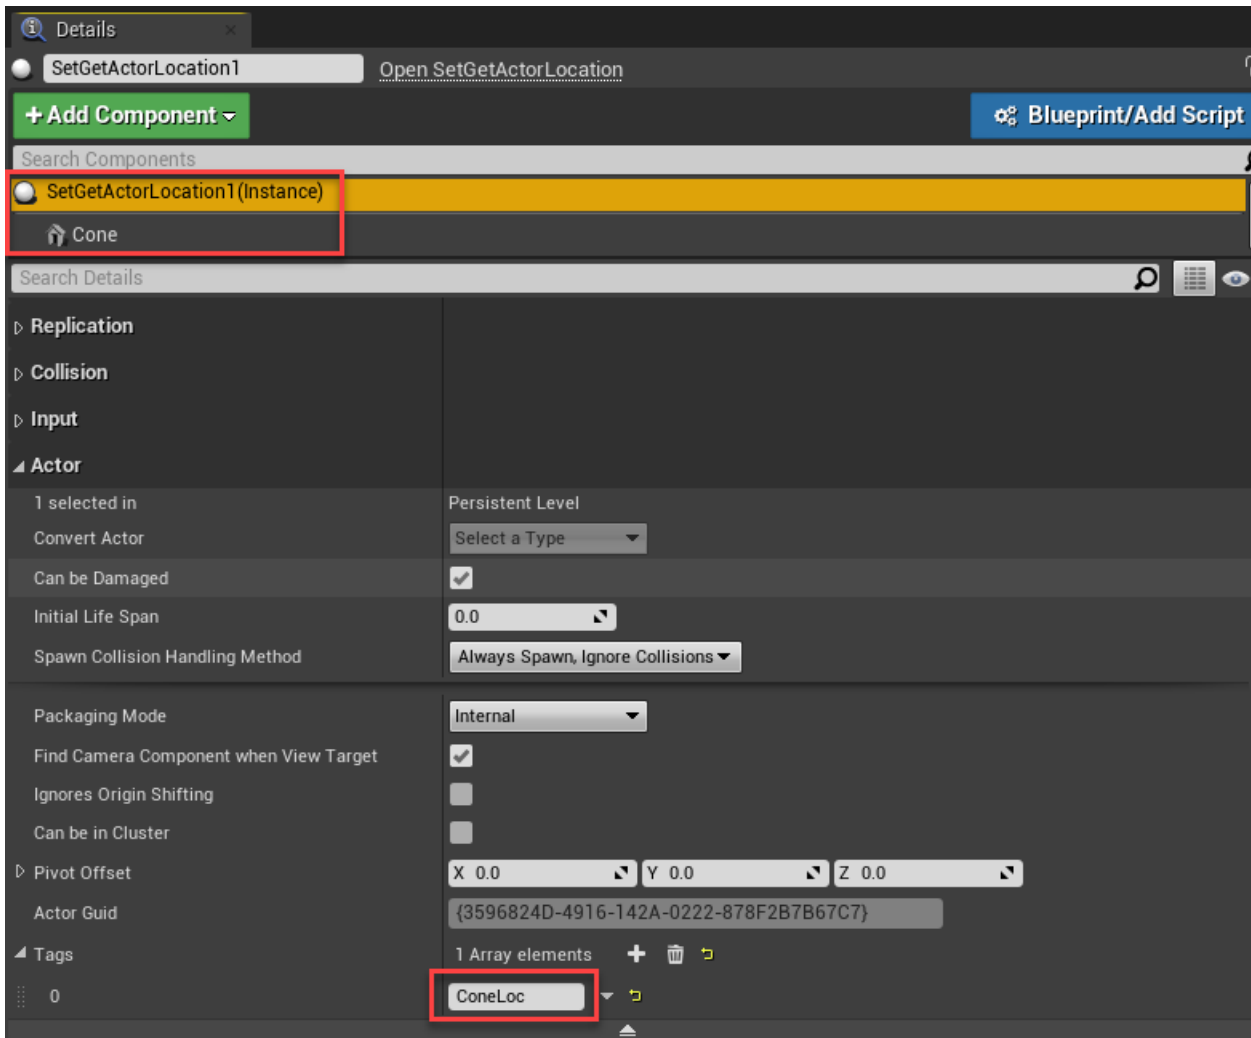 Details
SetGetActorLocation1 Open SetGetActorLocation
+ Add Component Blueprint/Add Script
Search Components
SetGetActorLocation1(Instance)
Cone
Search Details
Replication
Collision
Input
Actor
1 selected in Persistent Level
Convert Actor Select a Type
Can be Damaged
Initial Life Span 0.0
Spawn Collision Handling Method Always Spawn, Ignore Collisions
Packaging Mode Internal
Find Camera Component when View Target
Ignores Origin Shifting
Can be in Cluster
Pivot Offset X 0.0 Y 0.0 Z 0.0
Actor Guid {3596824D-4916-142A-0222-878F2B7B67C7}
Tags 1 Array elements
0 ConeLoc